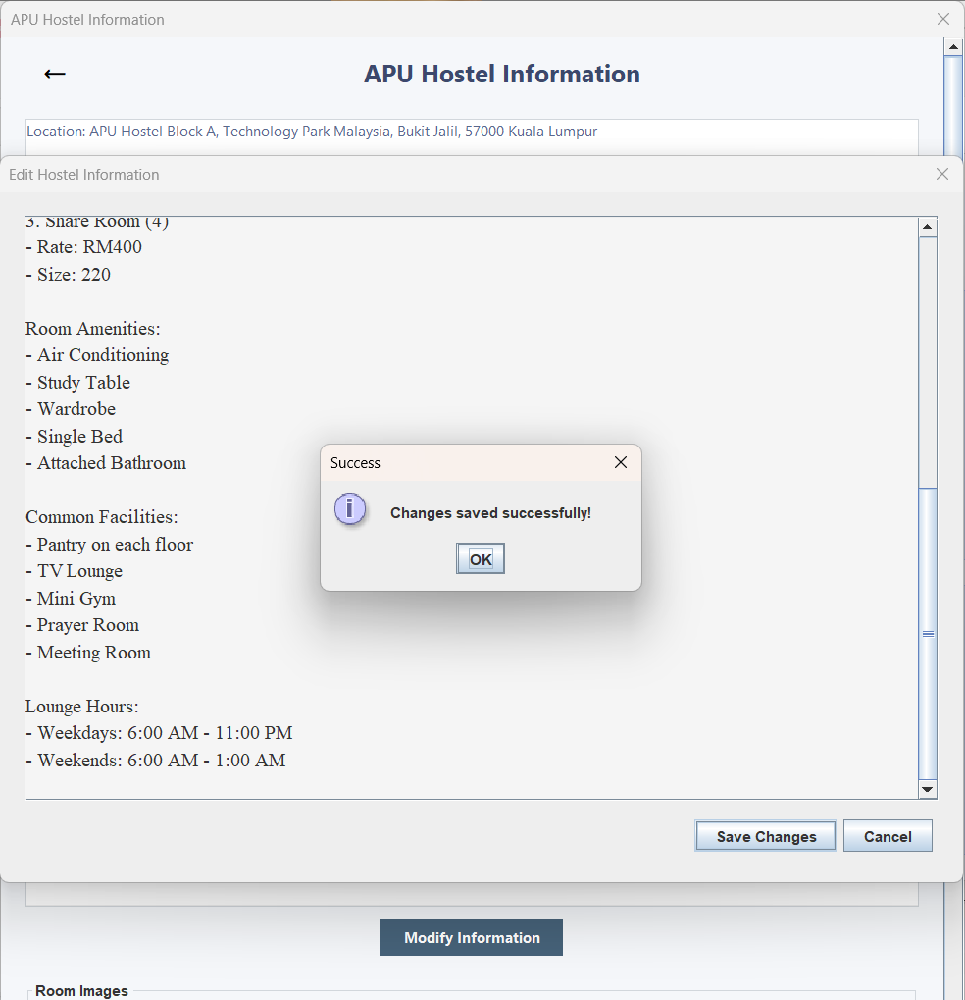 APU Hostel Information
←
APU Hostel Information
Location: APU Hostel Block A, Technology Park Malaysia, Bukit Jalil, 57000 Kuala Lumpur
Edit Hostel Information
3. Share Room (4)
- Rate: RM400
- Size: 220
Room Amenities:
- Air Conditioning
- Study Table
- Wardrobe
- Single Bed
- Attached Bathroom
Common Facilities:
- Pantry on each floor
- TV Lounge
- Mini Gym
- Prayer Room
- Meeting Room
Lounge Hours:
- Weekdays: 6:00 AM - 11:00 PM
- Weekends: 6:00 AM - 1:00 AM
Success
Changes saved successfully!
OK
Save Changes
Cancel
Modify Information
Room Images